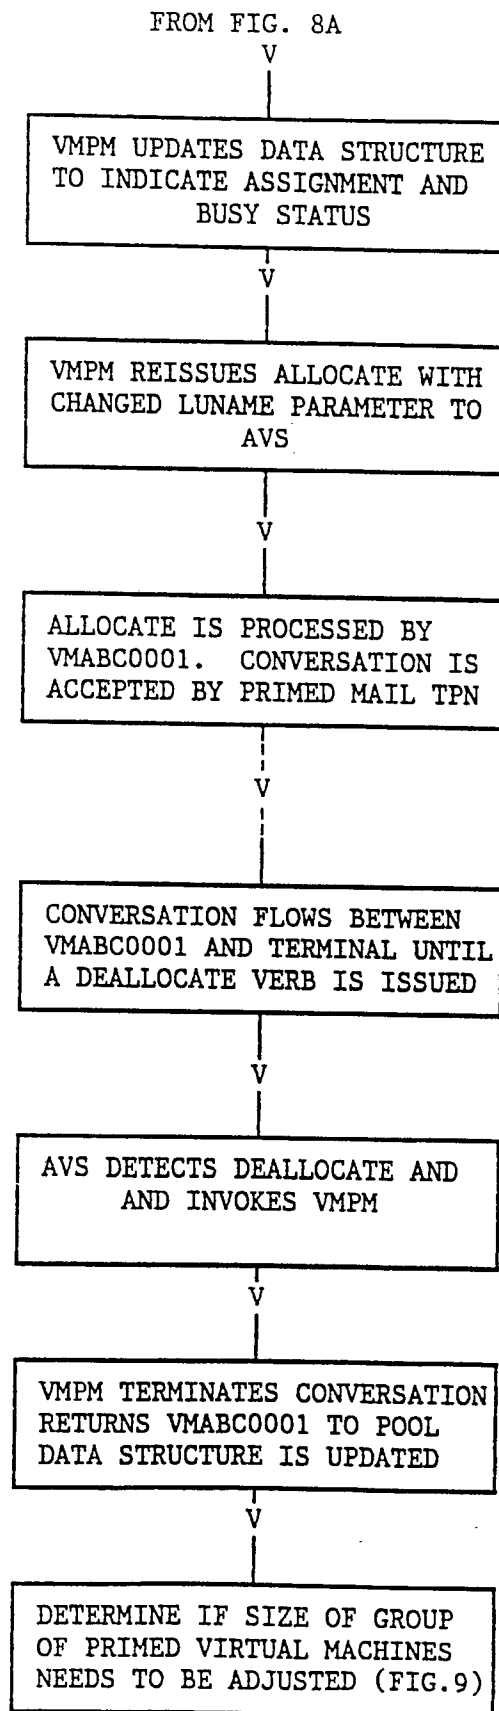 FROM FIG. 8A
V
VMPM UPDATES DATA STRUCTURE
TO INDICATE ASSIGNMENT AND
BUSY STATUS
V
VMPM REISSUES ALLOCATE WITH
CHANGED LUNAME PARAMETER TO
AVS
V
ALLOCATE IS PROCESSED BY
VMABC0001. CONVERSATION IS
ACCEPTED BY PRIMED MAIL TPN
V
CONVERSATION FLOWS BETWEEN
VMABC0001 AND TERMINAL UNTIL
A DEALLOCATE VERB IS ISSUED
V
AVS DETECTS DEALLOCATE AND
AND INVOKES VMPM
V
VMPM TERMINATES CONVERSATION
RETURNS VMABC0001 TO POOL
DATA STRUCTURE IS UPDATED
V
DETERMINE IF SIZE OF GROUP
OF PRIMED VIRTUAL MACHINES
NEEDS TO BE ADJUSTED (FIG.9)